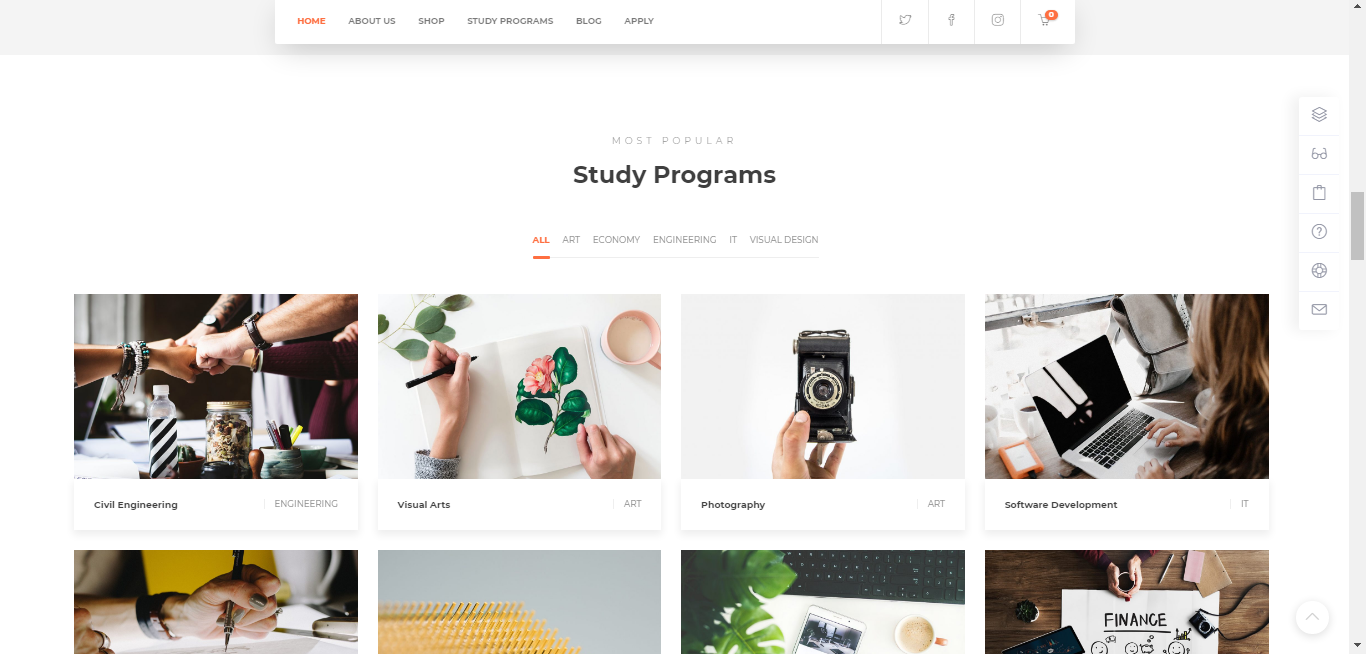 HOME ABOUT US SHOP STUDY PROGRAMS BLOG APPLY 0
MOST POPULAR
Study Programs
ALL ART ECONOMY ENGINEERING IT VISUAL DESIGN
Civil Engineering ENGINEERING
Visual Arts ART
Photography ART
Software Development IT
FINANCE